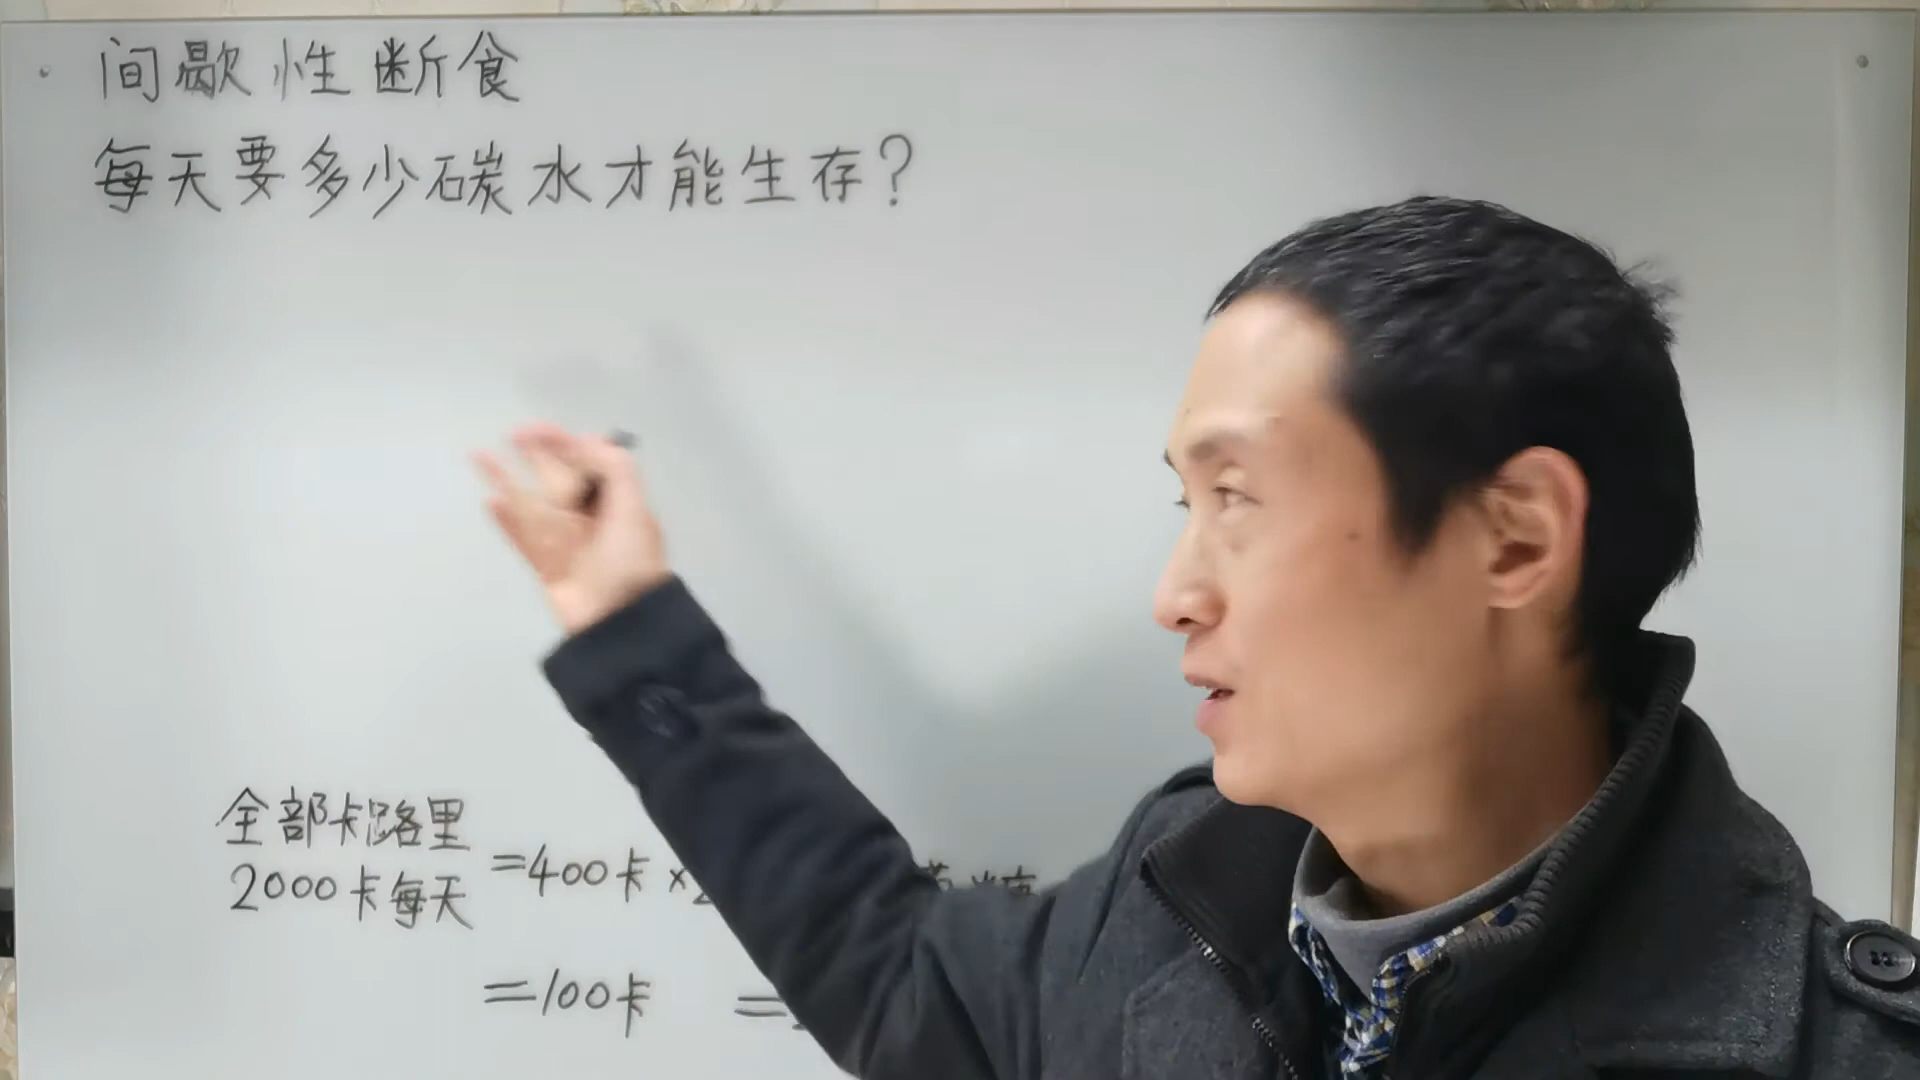 间歇性断食
每天要多少碳水才能生存?
全部卡路里
2000卡每天
=400卡×
=100卡 =